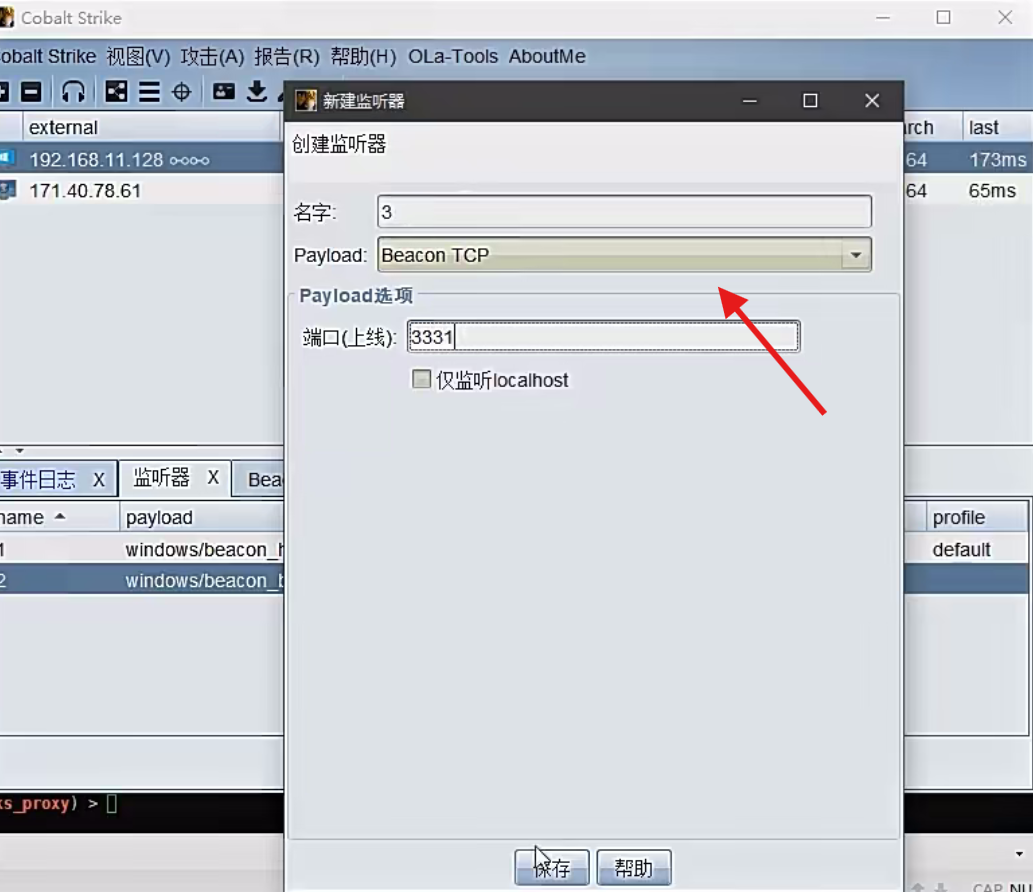 Cobalt Strike
obalt Strike 视图(V) 攻击(A) 报告(R) 帮助(H) OLa-Tools AboutMe
新建监听器
external
rch last
创建监听器
192.168.11.128
64 173ms
171.40.78.61
64 65ms
名字: 3
Payload: Beacon TCP
Payload选项
端口(上线): 3331
仅监听localhost
事件日志 X 监听器 X Bea
name payload
profile
1 windows/beacon_h
default
2 windows/beacon_b
ks_proxy) >
保存 帮助
CAP NU